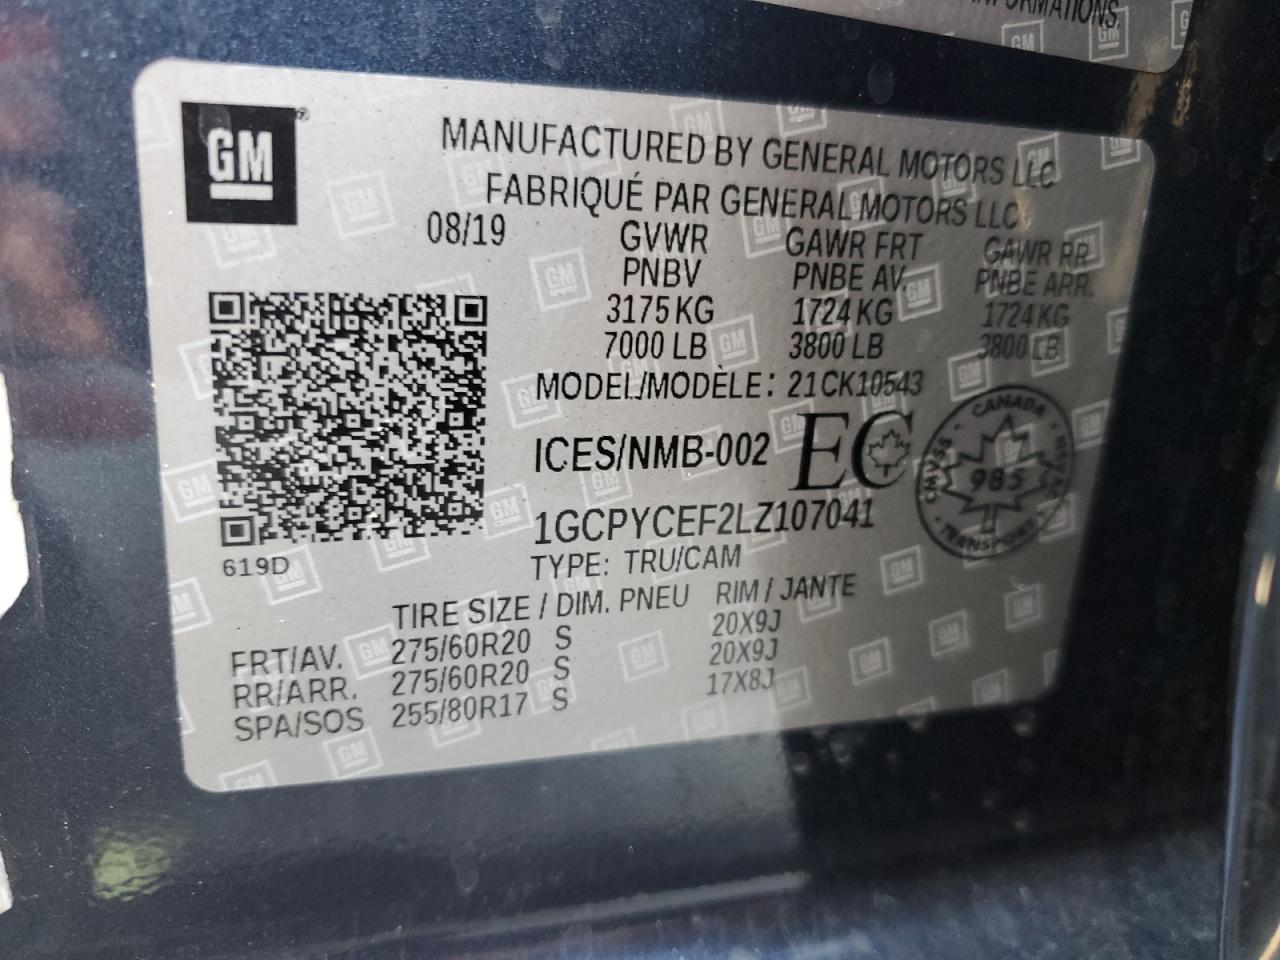 RMATIONS.
GM
MANUFACTURED BY GENERAL MOTORS LLC
FABRIQUÉ PAR GENERAL MOTORS LLC
08/19
GVWR GAWR FRT GAWR RR
PNBV PNBE AV. PNBE ARR.
3175 KG 1724 KG 1724 KG
7000 LB 3800 LB 3800 LB
MODEL/MODÈLE: 21CK10543
ICES/NMB-002 EC
CANADA
CMVSS - NSVAC
985
TRANSPORT
1GCPYCEF2LZ107041
619D
TYPE: TRU/CAM
TIRE SIZE / DIM. PNEU RIM / JANTE
FRT/AV. 275/60R20 S 20X9J
RR/ARR. 275/60R20 S 20X9J
SPA/SOS 255/80R17 S 17X8J